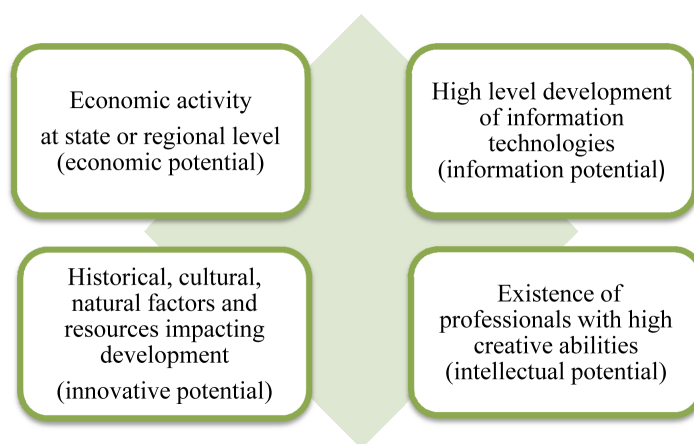 Economic activity
at state or regional level
(economic potential)
High level development
of information
technologies
(information potential)
Historical, cultural,
natural factors and
resources impacting
development
(innovative potential)
Existence of
professionals with high
creative abilities
(intellectual potential)